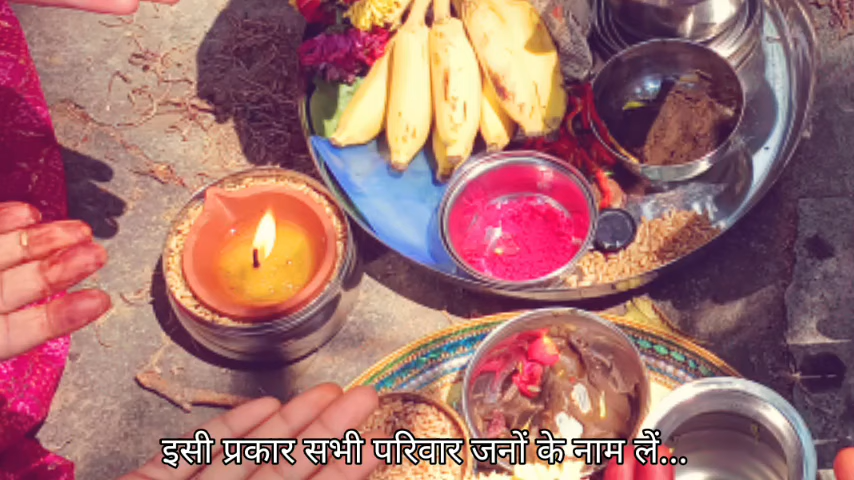 इसी प्रकार सभी परिवार जनों के नाम लें...